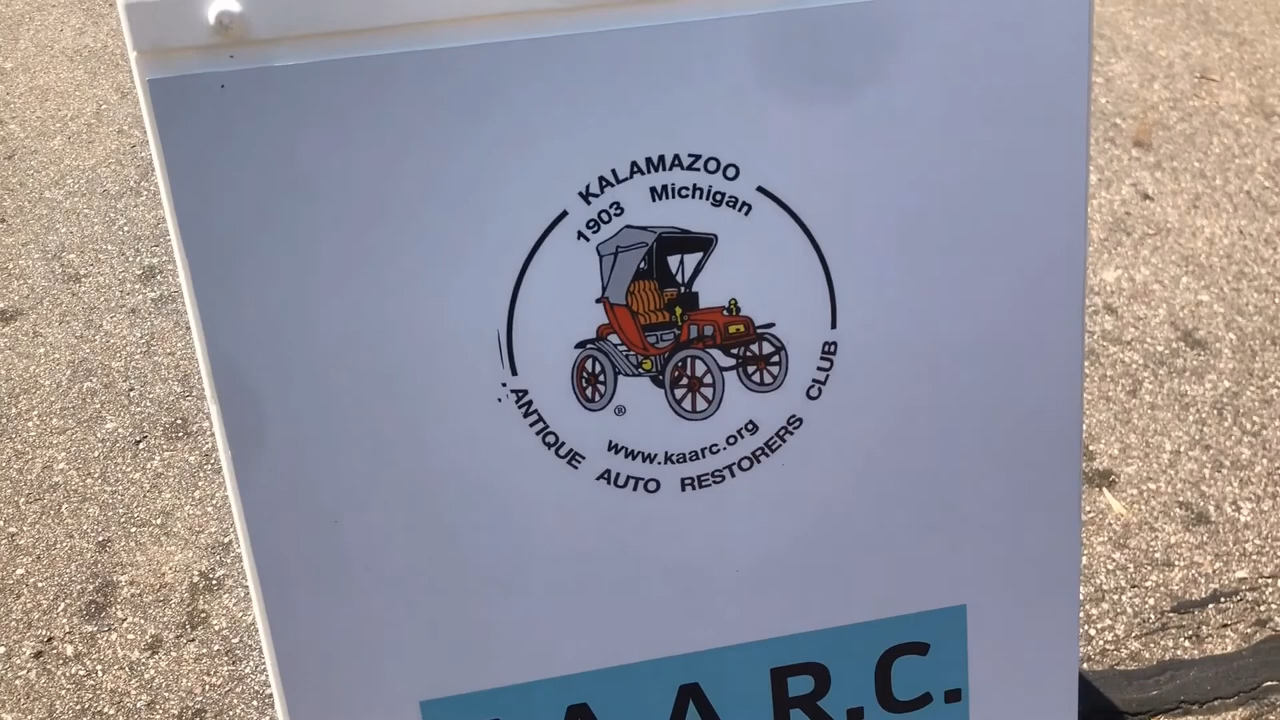 KALAMAZOO
1903 Michigan
www.kaarc.org
ANTIQUE AUTO RESTORERS CLUB
®
A.A.R.C.